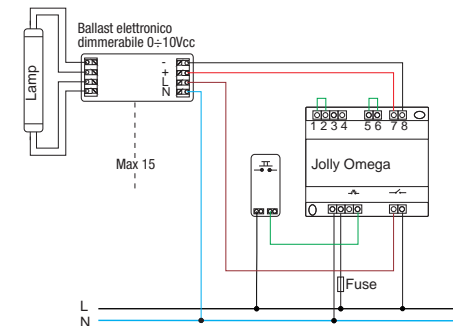 Ballast elettronico
dimmerabile 0÷10Vcc
Lamp
-
+
L
N
Max 15
1 2 3 4 5 6 7 8
Jolly Omega
Fuse
L
N